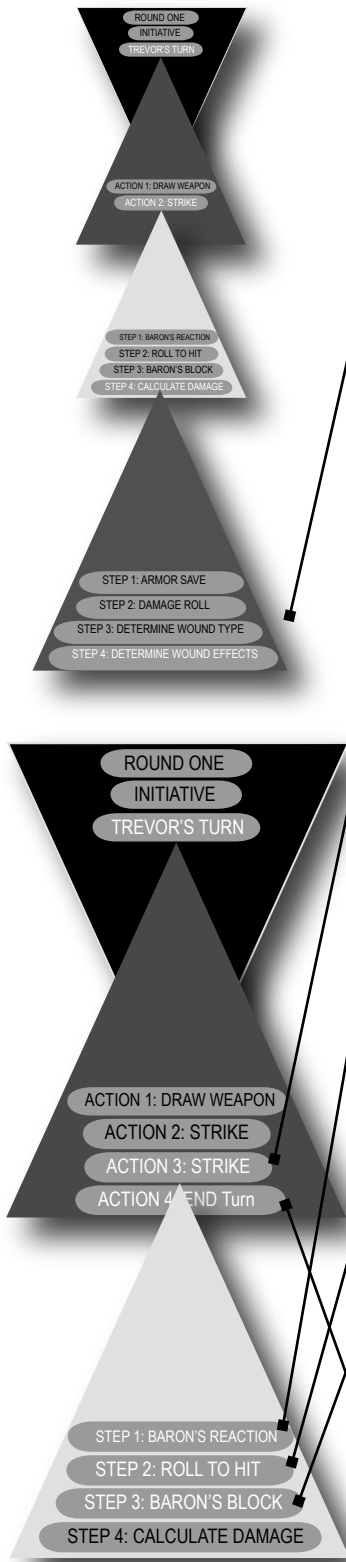 ROUND ONE
INITIATIVE
TREVOR'S TURN
ACTION 1: DRAW WEAPON
ACTION 2: STRIKE
STEP 1: BARON'S REACTION
STEP 2: ROLL TO HIT
STEP 3: BARON'S BLOCK
STEP 4: CALCULATE DAMAGE
STEP 1: ARMOR SAVE
STEP 2: DAMAGE ROLL
STEP 3: DETERMINE WOUND TYPE
STEP 4: DETERMINE WOUND EFFECTS
ROUND ONE
INITIATIVE
TREVOR'S TURN
ACTION 1: DRAW WEAPON
ACTION 2: STRIKE
ACTION 3: STRIKE
ACTION 4: END Turn
STEP 1: BARON'S REACTION
STEP 2: ROLL TO HIT
STEP 3: BARON'S BLOCK
STEP 4: CALCULATE DAMAGE